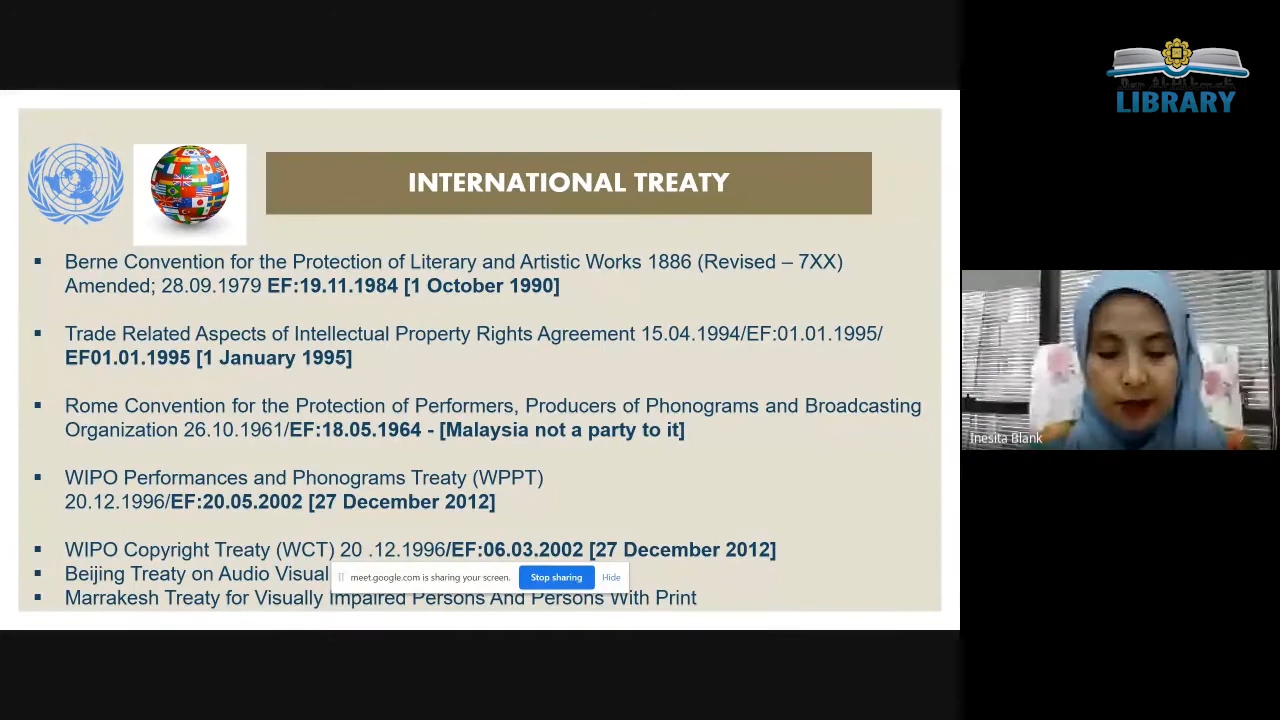 LIBRARY
INTERNATIONAL TREATY
▪ Berne Convention for the Protection of Literary and Artistic Works 1886 (Revised – 7XX)
Amended; 28.09.1979 EF:19.11.1984 [1 October 1990]
▪ Trade Related Aspects of Intellectual Property Rights Agreement 15.04.1994/EF:01.01.1995/
EF01.01.1995 [1 January 1995]
▪ Rome Convention for the Protection of Performers, Producers of Phonograms and Broadcasting
Organization 26.10.1961/EF:18.05.1964 - [Malaysia not a party to it]
▪ WIPO Performances and Phonograms Treaty (WPPT)
20.12.1996/EF:20.05.2002 [27 December 2012]
▪ WIPO Copyright Treaty (WCT) 20 .12.1996/EF:06.03.2002 [27 December 2012]
▪ Beijing Treaty on Audio Visual
meet.google.com is sharing your screen. Stop sharing Hide
▪ Marrakesh Treaty for Visually Impaired Persons And Persons With Print
Inesita Blank